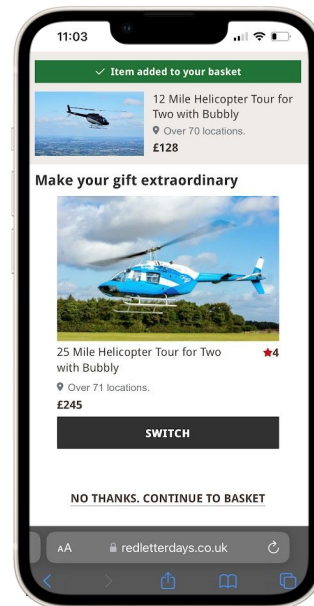 11:03
Item added to your basket
12 Mile Helicopter Tour for
Two with Bubbly
Over 70 locations.
£128
Make your gift extraordinary
25 Mile Helicopter Tour for Two
with Bubbly
4
Over 71 locations.
£245
SWITCH
NO THANKS. CONTINUE TO BASKET
AA
redletterdays.co.uk